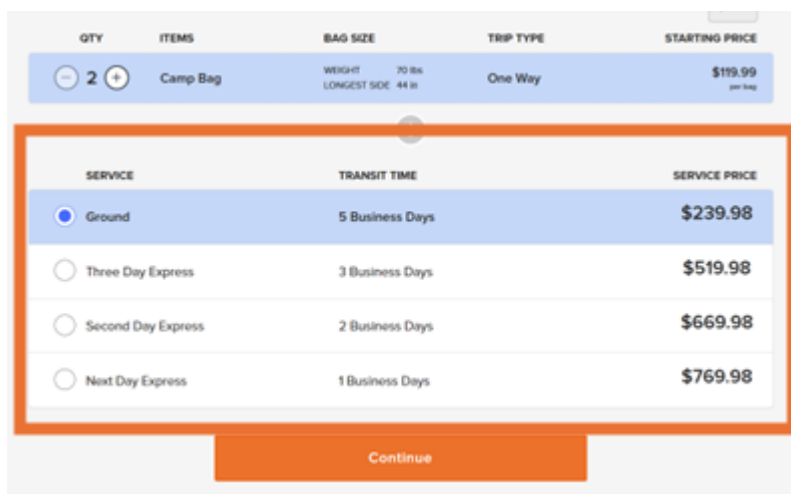 QTY ITEMS BAG SIZE TRIP TYPE STARTING PRICE
2 Camp Bag WEIGHT 70 lbs One Way $119.99
LONGEST SIDE 44 in per bag
SERVICE TRANSIT TIME SERVICE PRICE
Ground 5 Business Days $239.98
Three Day Express 3 Business Days $519.98
Second Day Express 2 Business Days $669.98
Next Day Express 1 Business Days $769.98
Continue